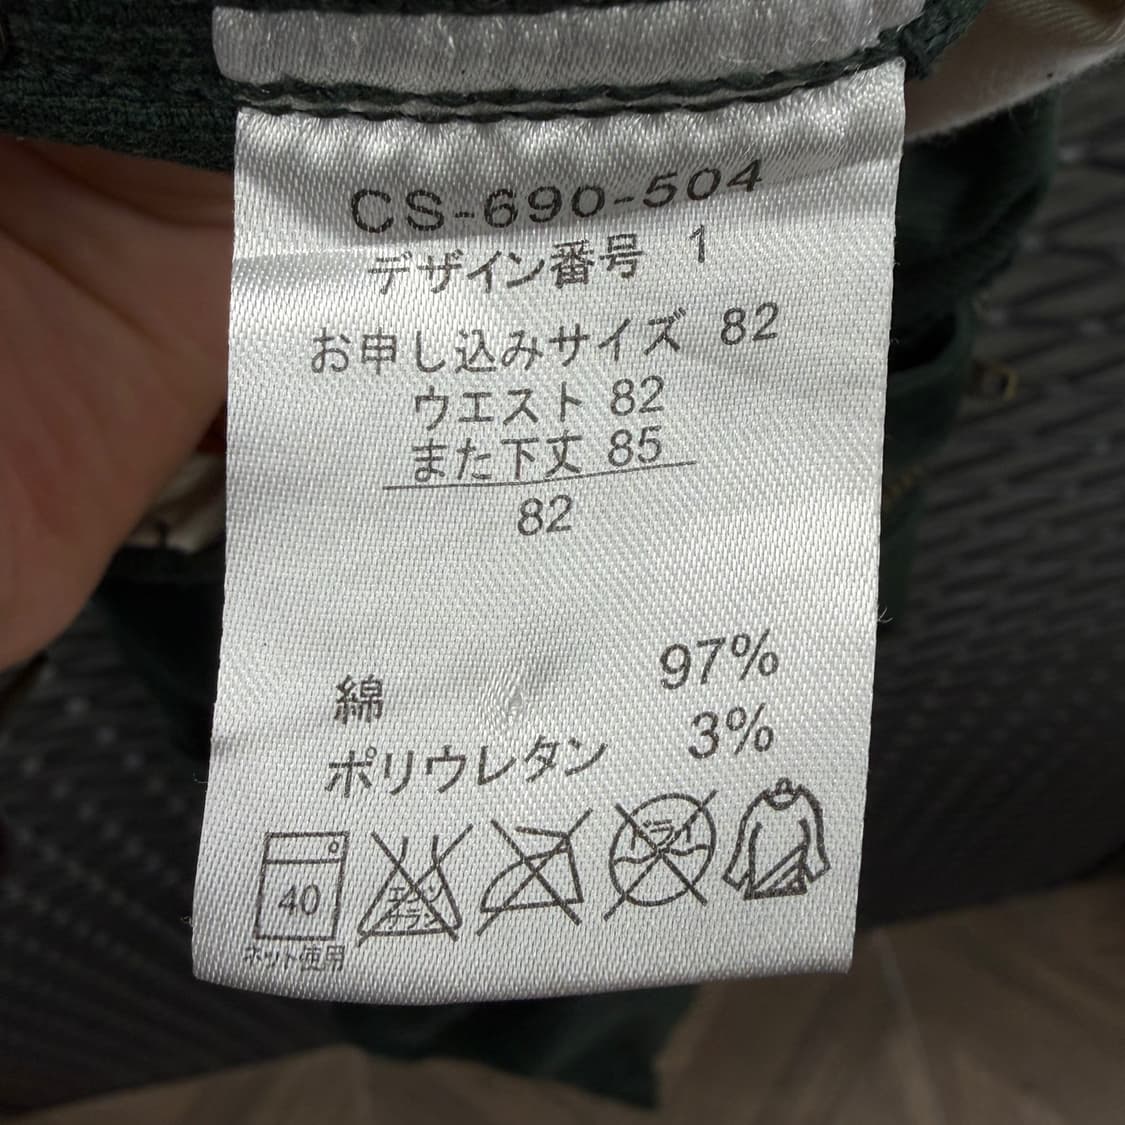 CS-690-504
デザイン番号 1
お申し込みサイズ 82
ウエスト 82
また下丈 85
82
綿 97%
ポリウレタン 3%
40
エンソ
サラシ
ドライ
ネット使用